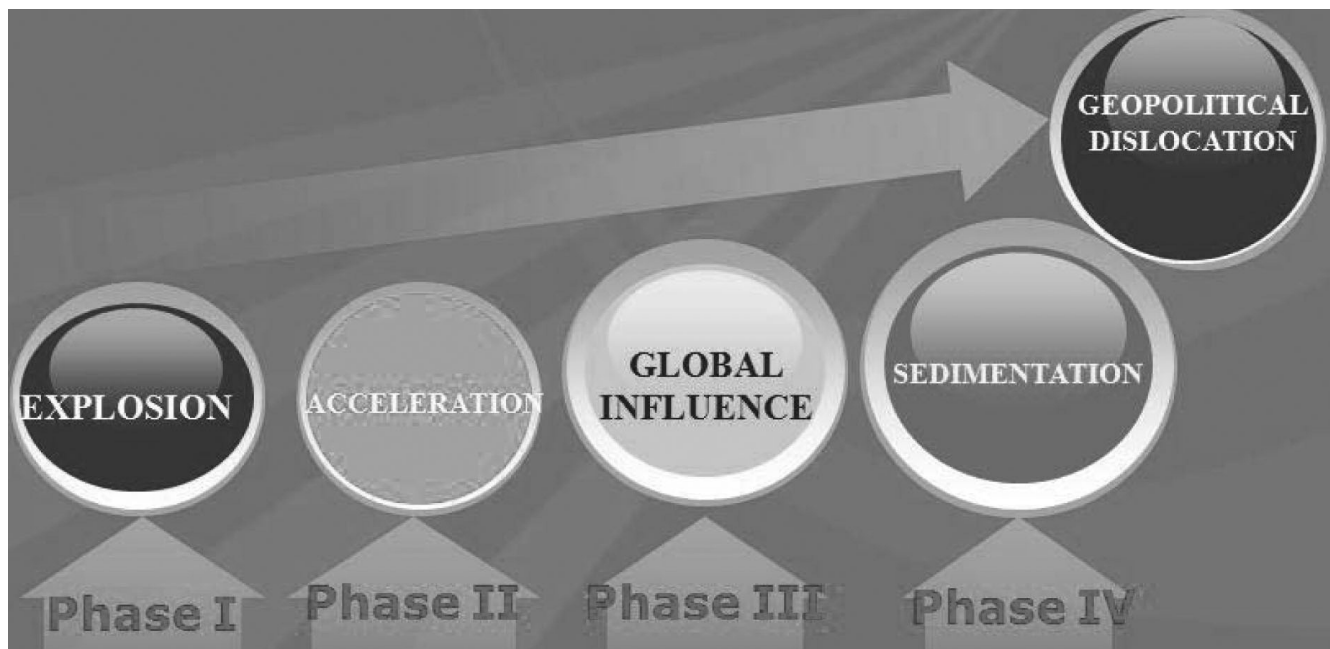 GEOPOLITICAL
DISLOCATION
EXPLOSION
ACCELERATION
GLOBAL
INFLUENCE
SEDIMENTATION
Phase I
Phase II
Phase III
Phase IV